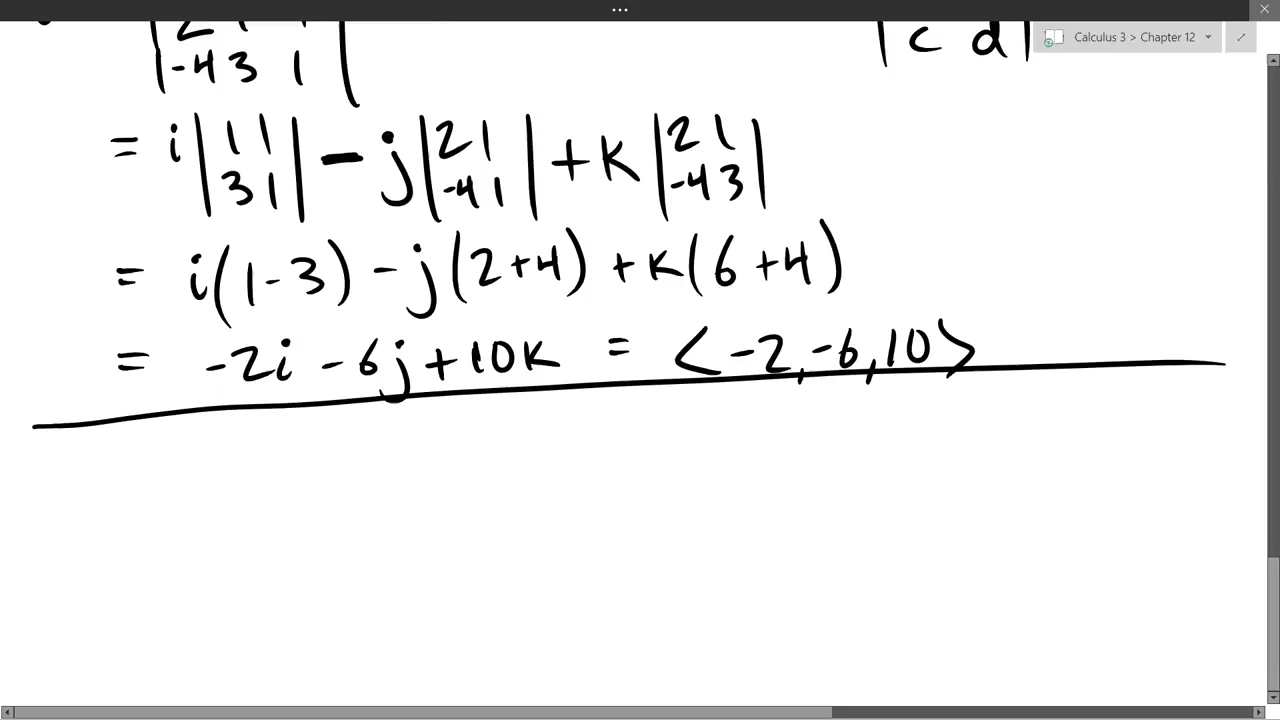 Calculus 3 > Chapter 12
|-4 3 1|
| c d |
= i |1 1| - j |2 1| + k |2 1|
|3 1| |-4 1| |-4 3|
= i(1-3) - j(2+4) + k(6+4)
= -2i - 6j + 10k = <-2, -6, 10>